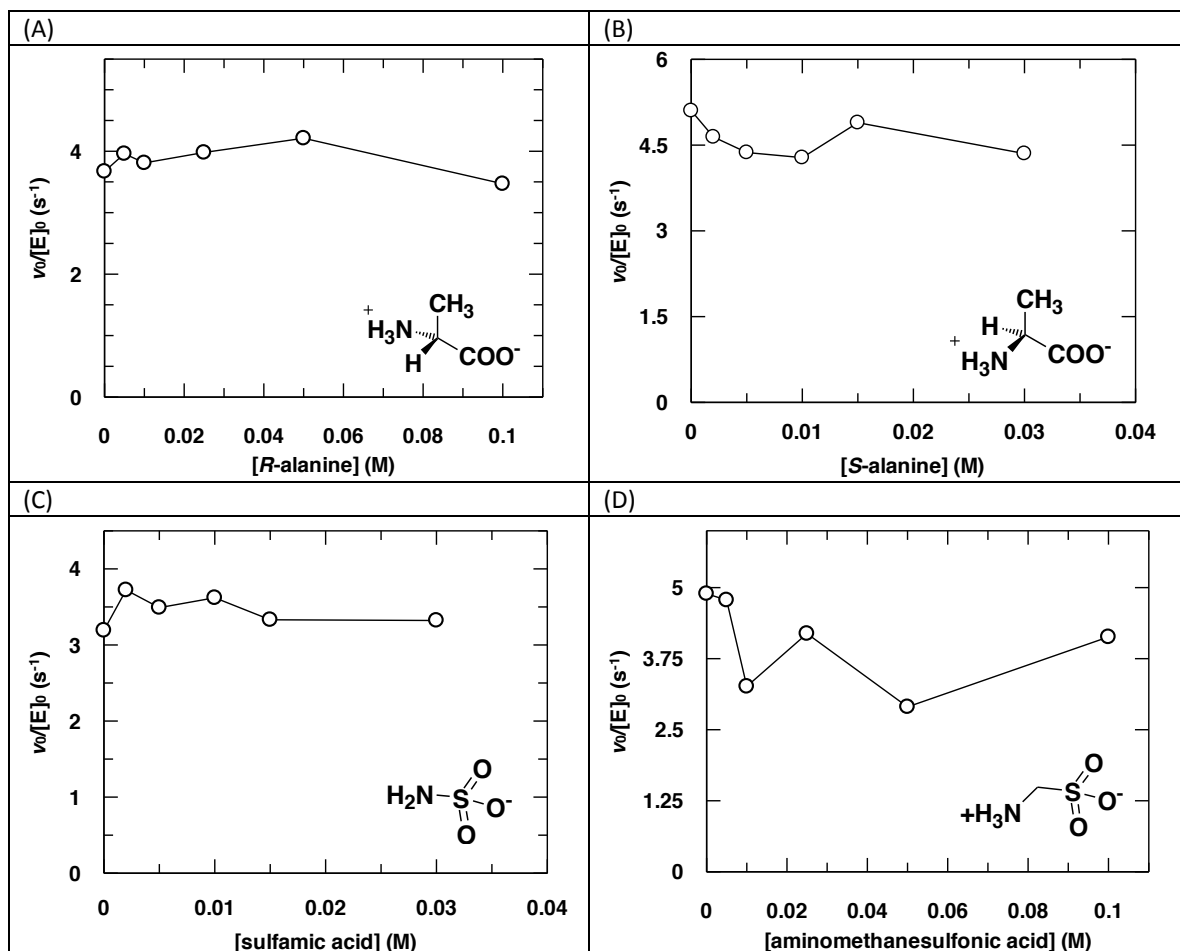 (A)
v₀/[E]₀ (s⁻¹)
4
2
0
0 0.02 0.04 0.06 0.08 0.1
[R-alanine] (M)
+
H₃N
CH₃
H
COO⁻
(B)
v₀/[E]₀ (s⁻¹)
6
4.5
3
1.5
0
0 0.01 0.02 0.03 0.04
[S-alanine] (M)
CH₃
H
+
H₃N
COO⁻
(C)
v₀/[E]₀ (s⁻¹)
4
3
2
1
0
0 0.01 0.02 0.03 0.04
[sulfamic acid] (M)
O
H₂N S O⁻
O
(D)
v₀/[E]₀ (s⁻¹)
5
3.75
2.5
1.25
0
0 0.02 0.04 0.06 0.08 0.1
[aminomethanesulfonic acid] (M)
O
S O⁻
+H₃N O